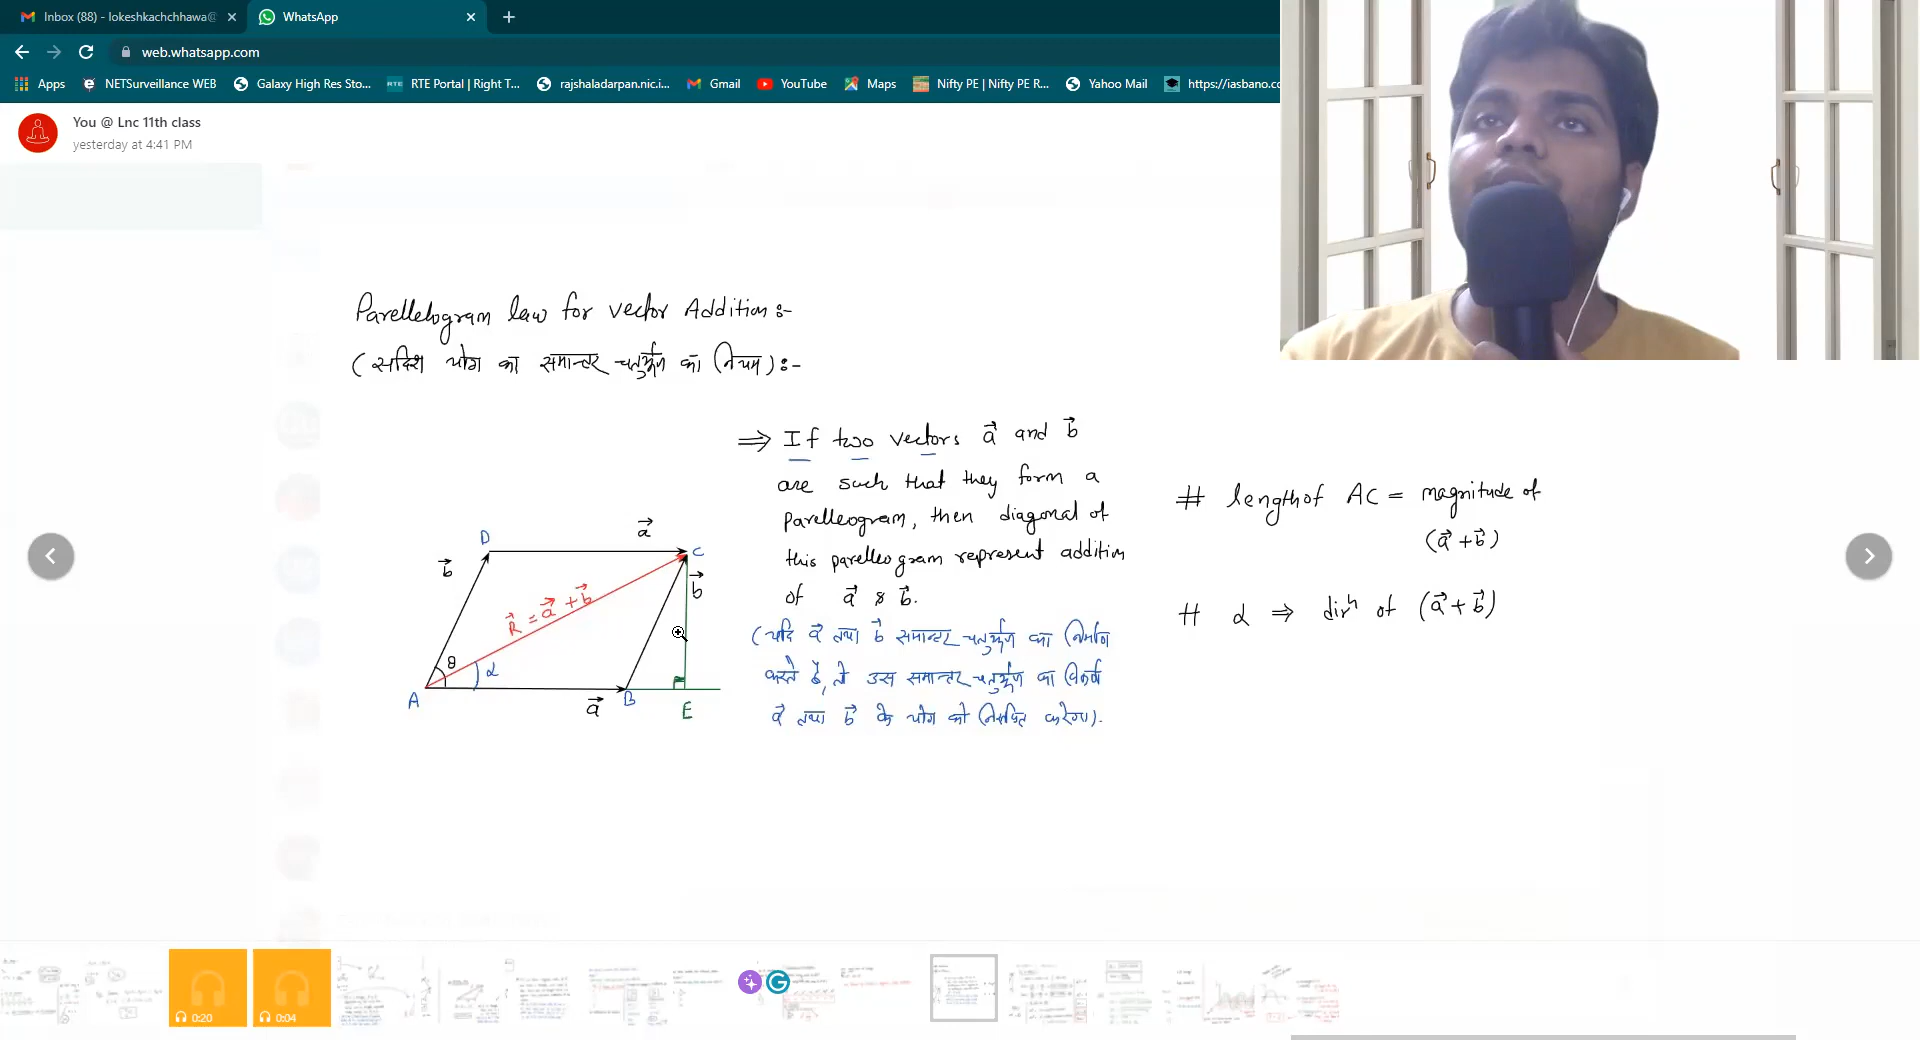 Inbox (88) - lokeshkachchhawa@
WhatsApp
web.whatsapp.com
Apps
NETSurveillance WEB
Galaxy High Res Sto...
RTE Portal | Right T...
rajshaladarpan.nic.i...
Gmail
YouTube
Maps
Nifty PE | Nifty PE R...
Yahoo Mail
https://iasbano.cc
You @ Lnc 11th class
yesterday at 4:41 PM
Parellelogram law for vector Addition :-
(सदिश योग का समान्तर चतुर्भुज का नियम) :-
⇒ If two vectors a⃗ and b⃗
are such that they form a
parelleogram, then diagonal of
this parelleogram represent addition
of a⃗ & b⃗.
(यदि a⃗ तथा b⃗ समान्तर चतुर्भुज का निर्माण
करते हैं, तो उस समान्तर चतुर्भुज का विकर्ण
a⃗ तथा b⃗ के योग को निरूपित करेगा).
# length of AC = magnitude of
(a⃗ + b⃗)
# α ⇒ dirⁿ of (a⃗ + b⃗)
D
a⃗
C
b⃗
b⃗
R⃗ = a⃗ + b⃗
θ
α
A
a⃗
B
E
0:20
0:04